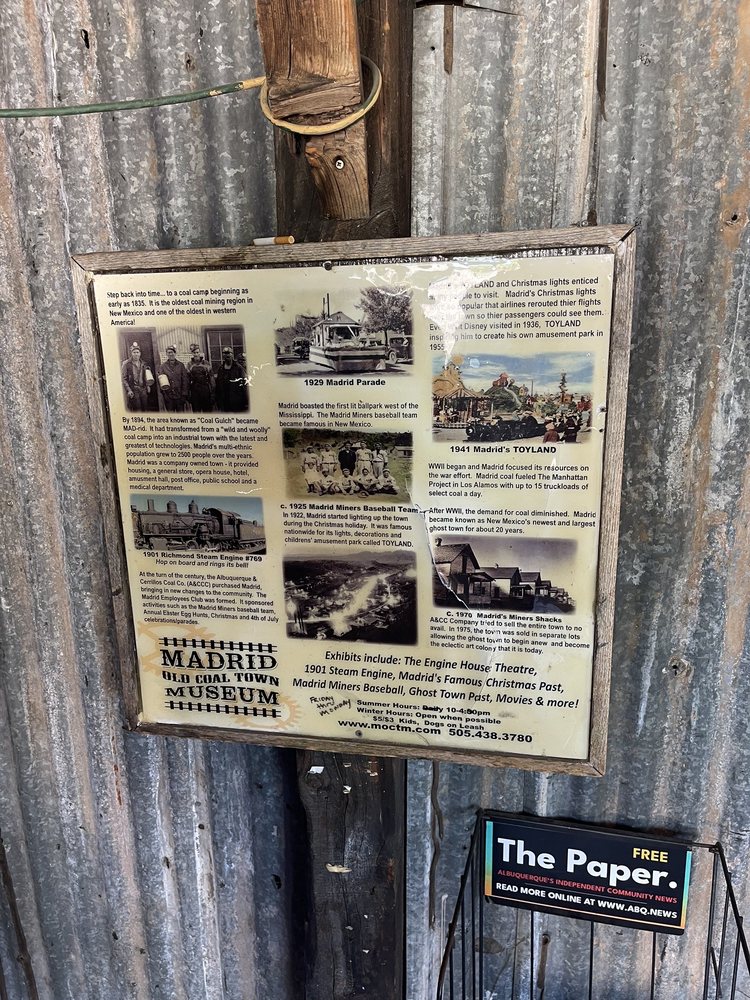 Step back into time... to a coal camp beginning as
early as 1835. It is the oldest coal mining region in
New Mexico and one of the oldest in western
America!
By 1894, the area known as "Coal Gulch" became
MAD-rid. It had transformed from a "wild and woolly"
coal camp into an industrial town with the latest and
greatest of technologies. Madrid's multi-ethnic
population grew to 2500 people over the years.
Madrid was a company owned town - it provided
housing, a general store, opera house, hotel,
amusment hall, post office, public school and a
medical department.
1901 Richmond Steam Engine #769
Hop on board and rings its bell!
At the turn of the century, the Albuquerque &
Cerrillos Coal Co. (A&CCC) purchased Madrid,
bringing in new changes to the community. The
Madrid Employees Club was formed. It sponsored
activities such as the Madrid Miners baseball team,
Annual Easter Egg Hunts, Christmas and 4th of July
celebrations/parades.
MADRID
OLD COAL TOWN
MUSEUM
1929 Madrid Parade
Madrid boasted the first lit ballpark west of the
Mississippi. The Madrid Miners baseball team
became famous in New Mexico.
c. 1925 Madrid Miners Baseball Team
In 1922, Madrid started lighting up the town
during the Christmas holiday. It was famous
nationwide for its lights, decorations and
childrens' amusement park called TOYLAND.
LAND and Christmas lights enticed
to visit. Madrid's Christmas lights
popular that airlines rerouted thier flights
so thier passengers could see them.
Disney visited in 1936, TOYLAND
him to create his own amusement park in
1955
1941 Madrid's TOYLAND
WWII began and Madrid focused its resources on
the war effort. Madrid coal fueled The Manhattan
Project in Los Alamos with up to 15 truckloads of
select coal a day.
After WWII, the demand for coal diminished. Madrid
became known as New Mexico's newest and largest
ghost town for about 20 years.
C. 1970 Madrid's Miners Shacks
A&CC Company tried to sell the entire town to no
avail. In 1975, the town was sold in separate lots
allowing the ghost town to begin anew and become
the eclectic art colony that it is today.
Exhibits include: The Engine House Theatre,
1901 Steam Engine, Madrid's Famous Christmas Past,
Madrid Miners Baseball, Ghost Town Past, Movies & more!
FRIDAY
THRU
MONDAY
Summer Hours: Daily 10-4:30pm
Winter Hours: Open when possible
$5/$3 Kids, Dogs on Leash
www.moctm.com 505.438.3780
FREE
The Paper.
ALBUQUERQUE'S INDEPENDENT COMMUNITY NEWS
READ MORE ONLINE AT WWW.ABQ.NEWS